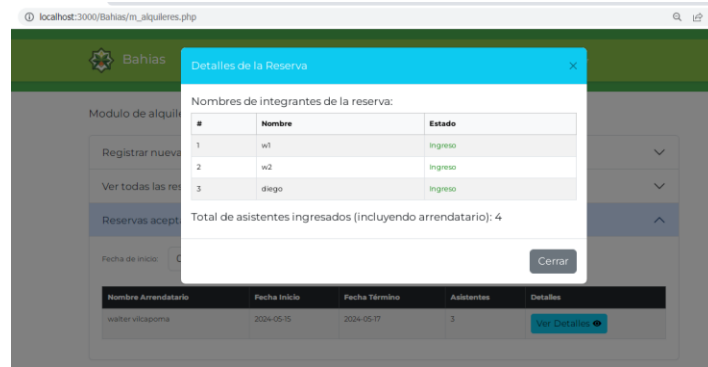 localhost:3000/Bahias/m_alquileres.php
Bahias
Detalles de la Reserva
Nombres de integrantes de la reserva:
# Nombre Estado
1 w1 Ingreso
2 w2 Ingreso
3 diego Ingreso
Total de asistentes ingresados (incluyendo arrendatario): 4
Cerrar
Modulo de alquile
Registrar nueva
Ver todas las res
Reservas acept
Fecha de inicio:
Nombre Arrendatario Fecha Inicio Fecha Término Asistentes Detalles
walter vilcapoma 2024-05-15 2024-05-17 3 Ver Detalles